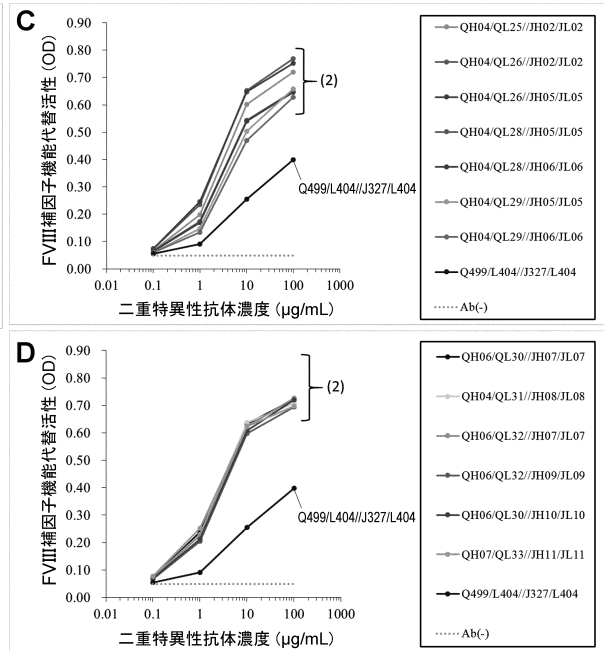 C
FVIII補因子機能代替活性 (OD)
0.90
0.80
0.70
0.60
0.50
0.40
0.30
0.20
0.10
0.00
0.01
0.1
1
10
100
1000
二重特異性抗体濃度 (µg/mL)
(2)
Q499/L404//J327/L404
QH04/QL25//JH02/JL02
QH04/QL26//JH02/JL02
QH04/QL26//JH05/JL05
QH04/QL28//JH05/JL05
QH04/QL28//JH06/JL06
QH04/QL29//JH05/JL05
QH04/QL29//JH06/JL06
Q499/L404//J327/L404
Ab(-)
D
FVIII補因子機能代替活性 (OD)
0.90
0.80
0.70
0.60
0.50
0.40
0.30
0.20
0.10
0.00
0.01
0.1
1
10
100
1000
二重特異性抗体濃度 (µg/mL)
(2)
Q499/L404//J327/L404
QH06/QL30//JH07/JL07
QH04/QL31//JH08/JL08
QH06/QL32//JH07/JL07
QH06/QL32//JH09/JL09
QH06/QL30//JH10/JL10
QH07/QL33//JH11/JL11
Q499/L404//J327/L404
Ab(-)